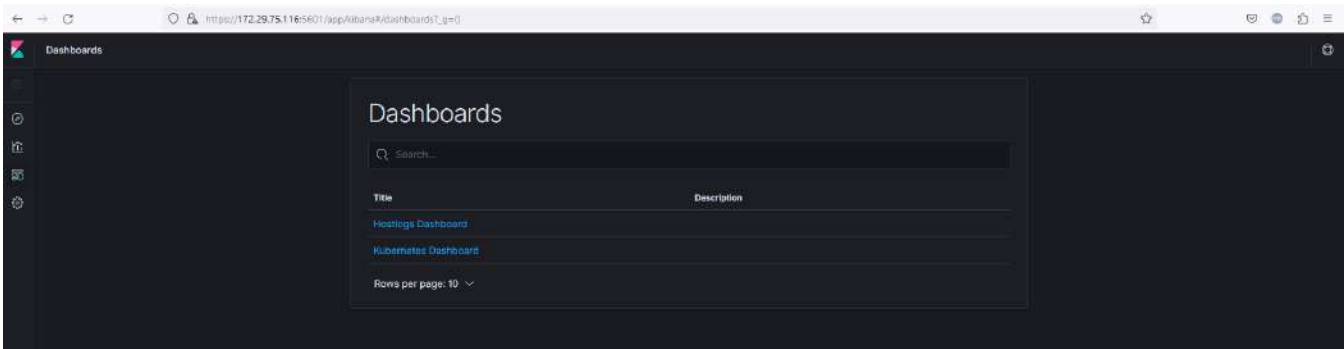 https://172.29.75.116:5601/app/kibana#/dashboards?_g=()
Dashboards
Dashboards
Search...
Title Description
Hostlogs Dashboard
Kubernetes Dashboard
Rows per page: 10